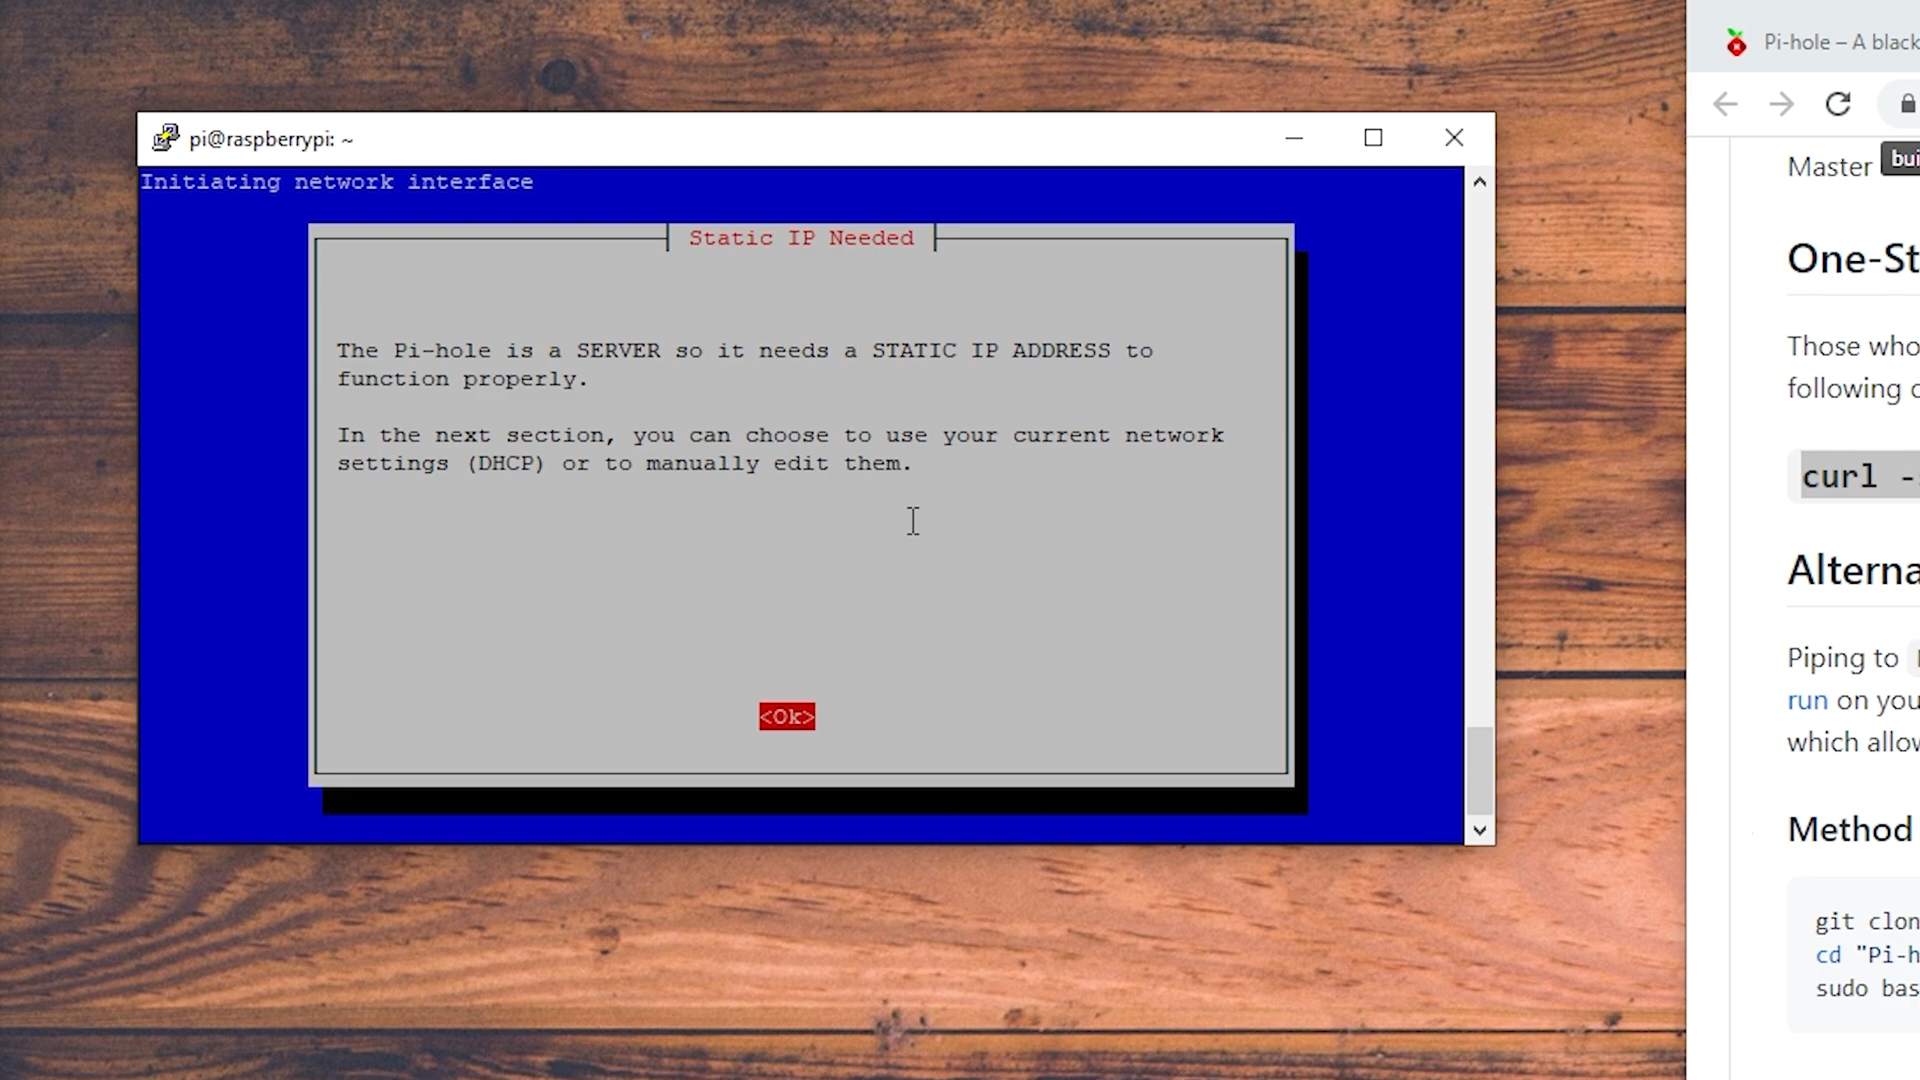 pi@raspberrypi: ~
Initiating network interface
Static IP Needed
The Pi-hole is a SERVER so it needs a STATIC IP ADDRESS to
function properly.
In the next section, you can choose to use your current network
settings (DHCP) or to manually edit them.
<Ok>
Pi-hole – A black
Master
One-St
Those who
following
curl -
Alterna
Piping to
run on you
which allow
Method
git clon
cd "Pi-h
sudo bas